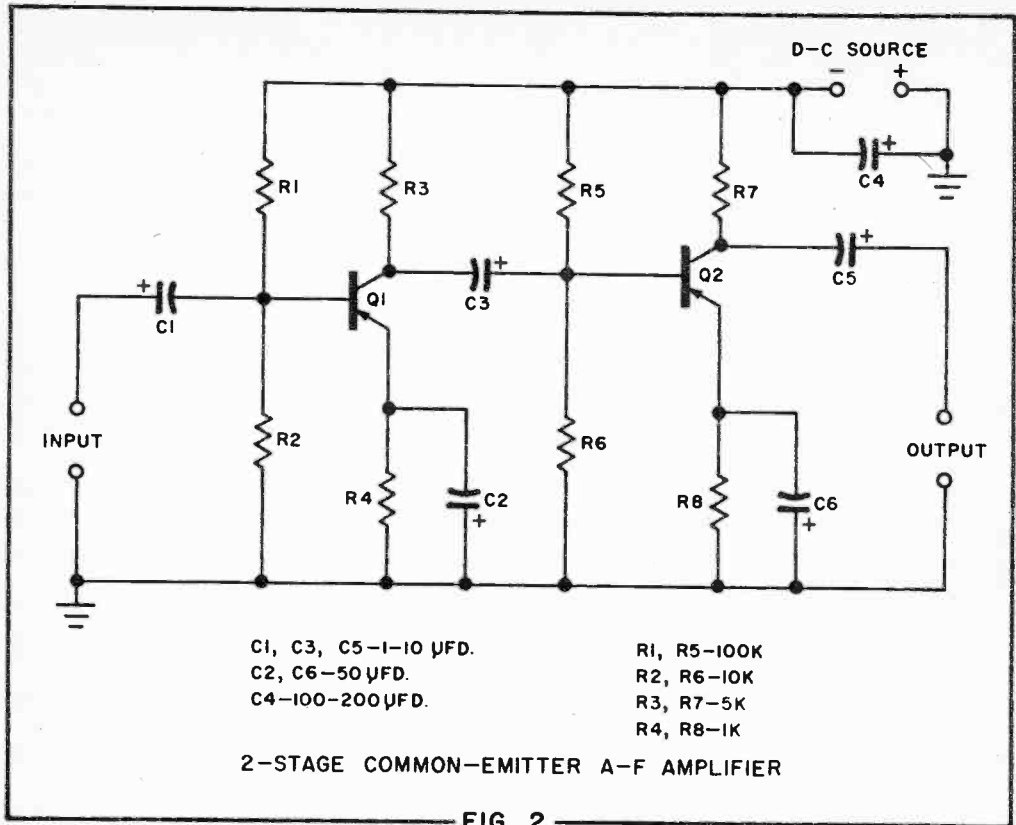 D-C SOURCE
- +
+
C4
R1
R3
R5
R7
+
C1
Q1
+
C3
Q2
+
C5
INPUT
R2
R4
C2
+
R6
R8
C6
+
OUTPUT
C1, C3, C5-1-10 µFD.
C2, C6-50 µFD.
C4-100-200 µFD.
R1, R5-100K
R2, R6-10K
R3, R7-5K
R4, R8-1K
2-STAGE COMMON-EMITTER A-F AMPLIFIER
FIG. 2